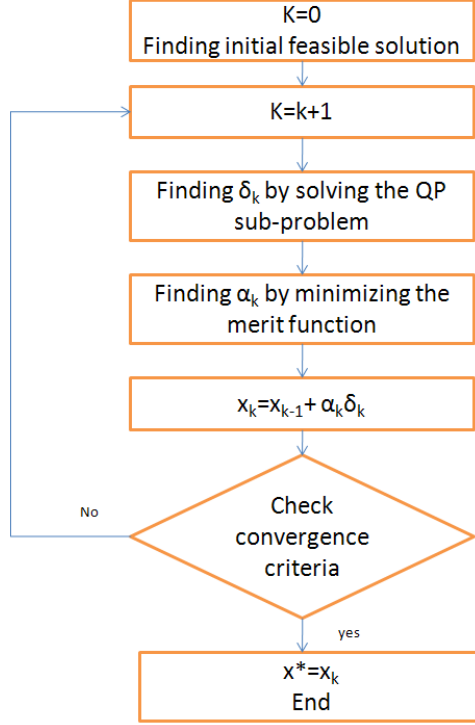 K=0
Finding initial feasible solution
K=k+1
Finding δₖ by solving the QP
sub-problem
Finding αₖ by minimizing the
merit function
xₖ=xₖ₋₁+ αₖδₖ
Check
convergence
criteria
No
yes
x*=xₖ
End